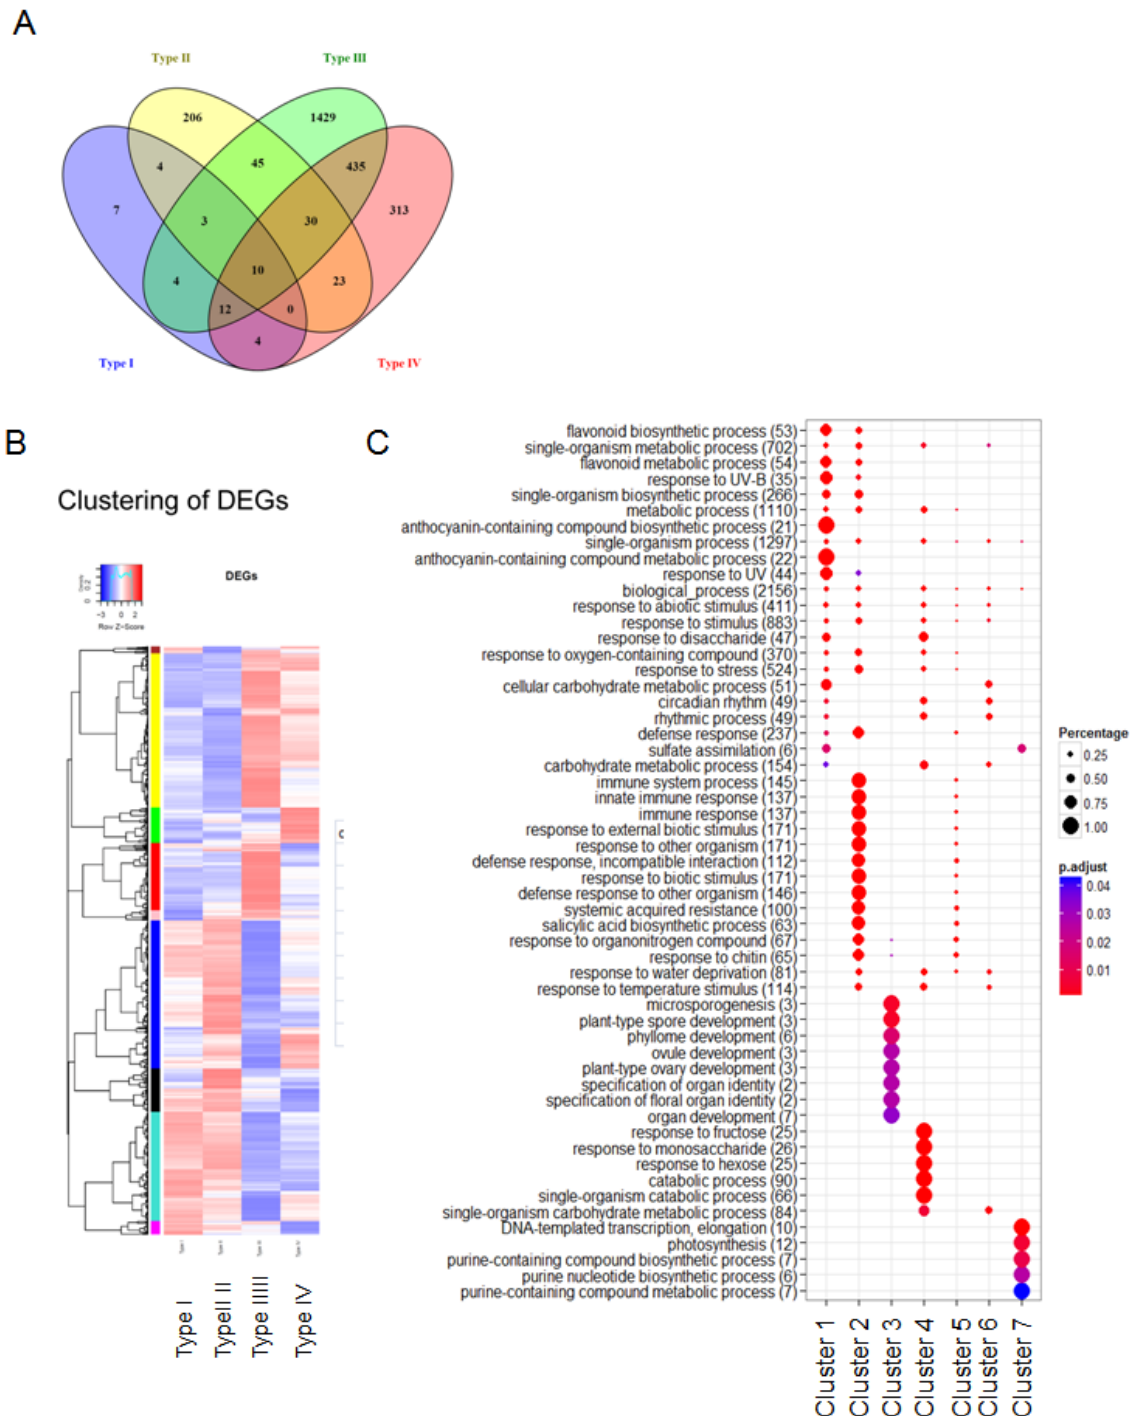 A
Type II
Type III
206
1429
4
45
435
7
3
30
313
10
4
23
12
0
4
Type I
Type IV
B
C
Clustering of DEGs
DEGs
0.2
0
-3
0
2
Row Z-Score
Type I
Type II
Type III
Type IV
Type I
Typell II
Type IIIII
Type IV
flavonoid biosynthetic process (53)
single-organism metabolic process (702)
flavonoid metabolic process (54)
response to UV-B (35)
single-organism biosynthetic process (266)
metabolic process (1110)
anthocyanin-containing compound biosynthetic process (21)
single-organism process (1297)
anthocyanin-containing compound metabolic process (22)
response to UV (44)
biological_process (2156)
response to abiotic stimulus (411)
response to stimulus (883)
response to disaccharide (47)
response to oxygen-containing compound (370)
response to stress (524)
cellular carbohydrate metabolic process (51)
circadian rhythm (49)
rhythmic process (49)
defense response (237)
sulfate assimilation (6)
carbohydrate metabolic process (154)
immune system process (145)
innate immune response (137)
immune response (137)
response to external biotic stimulus (171)
response to other organism (171)
defense response, incompatible interaction (112)
response to biotic stimulus (171)
defense response to other organism (146)
systemic acquired resistance (100)
salicylic acid biosynthetic process (63)
response to organonitrogen compound (67)
response to chitin (65)
response to water deprivation (81)
response to temperature stimulus (114)
microsporogenesis (3)
plant-type spore development (3)
phyllome development (6)
ovule development (3)
plant-type ovary development (3)
specification of organ identity (2)
specification of floral organ identity (2)
organ development (7)
response to fructose (25)
response to monosaccharide (26)
response to hexose (25)
catabolic process (90)
single-organism catabolic process (66)
single-organism carbohydrate metabolic process (84)
DNA-templated transcription, elongation (10)
photosynthesis (12)
purine-containing compound biosynthetic process (7)
purine nucleotide biosynthetic process (6)
purine-containing compound metabolic process (7)
Cluster 1
Cluster 2
Cluster 3
Cluster 4
Cluster 5
Cluster 6
Cluster 7
Percentage
0.25
0.50
0.75
1.00
p.adjust
0.04
0.03
0.02
0.01